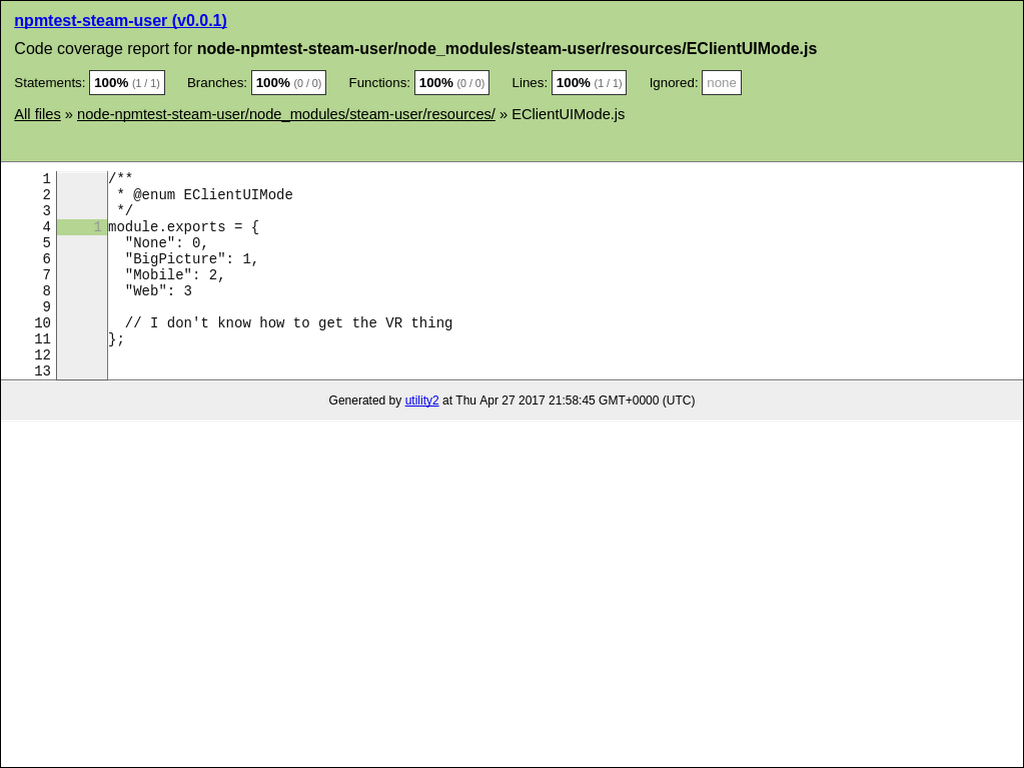 npmtest-steam-user (v0.0.1)
Code coverage report for node-npmtest-steam-user/node_modules/steam-user/resources/EClientUIMode.js
Statements: 100% (1 / 1) Branches: 100% (0 / 0) Functions: 100% (0 / 0) Lines: 100% (1 / 1) Ignored: none
All files » node-npmtest-steam-user/node_modules/steam-user/resources/ » EClientUIMode.js
1 /**
2  * @enum EClientUIMode
3  */
4 1 module.exports = {
5   "None": 0,
6   "BigPicture": 1,
7   "Mobile": 2,
8   "Web": 3
9
10   // I don't know how to get the VR thing
11 };
12
13
Generated by utility2 at Thu Apr 27 2017 21:58:45 GMT+0000 (UTC)